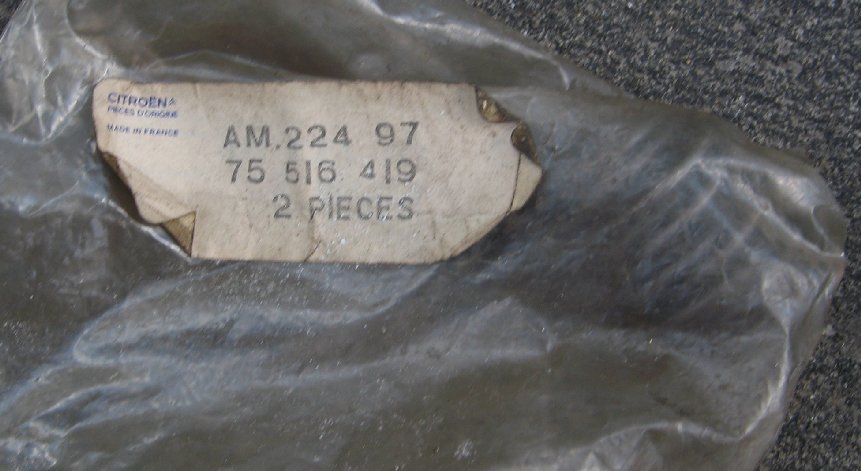 CITROËN
PIECES D'ORIGINE
MADE IN FRANCE
AM.224 97
75 516 419
2 PIECES